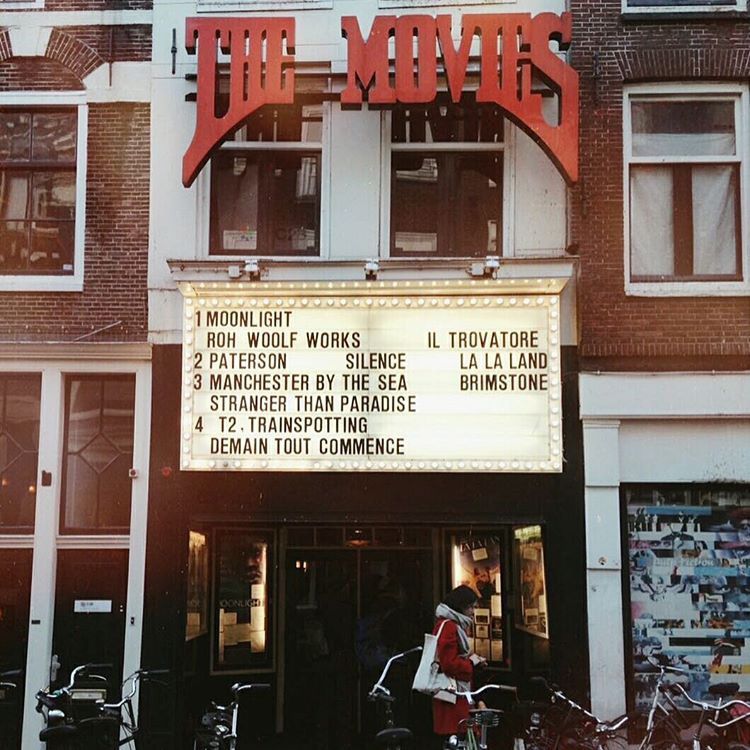 THE MOVIES
1 MOONLIGHT
ROH WOOLF WORKS IL TROVATORE
2 PATERSON SILENCE LA LA LAND
3 MANCHESTER BY THE SEA BRIMSTONE
STRANGER THAN PARADISE
4 T2, TRAINSPOTTING
DEMAIN TOUT COMMENCE
MOONLIGHT